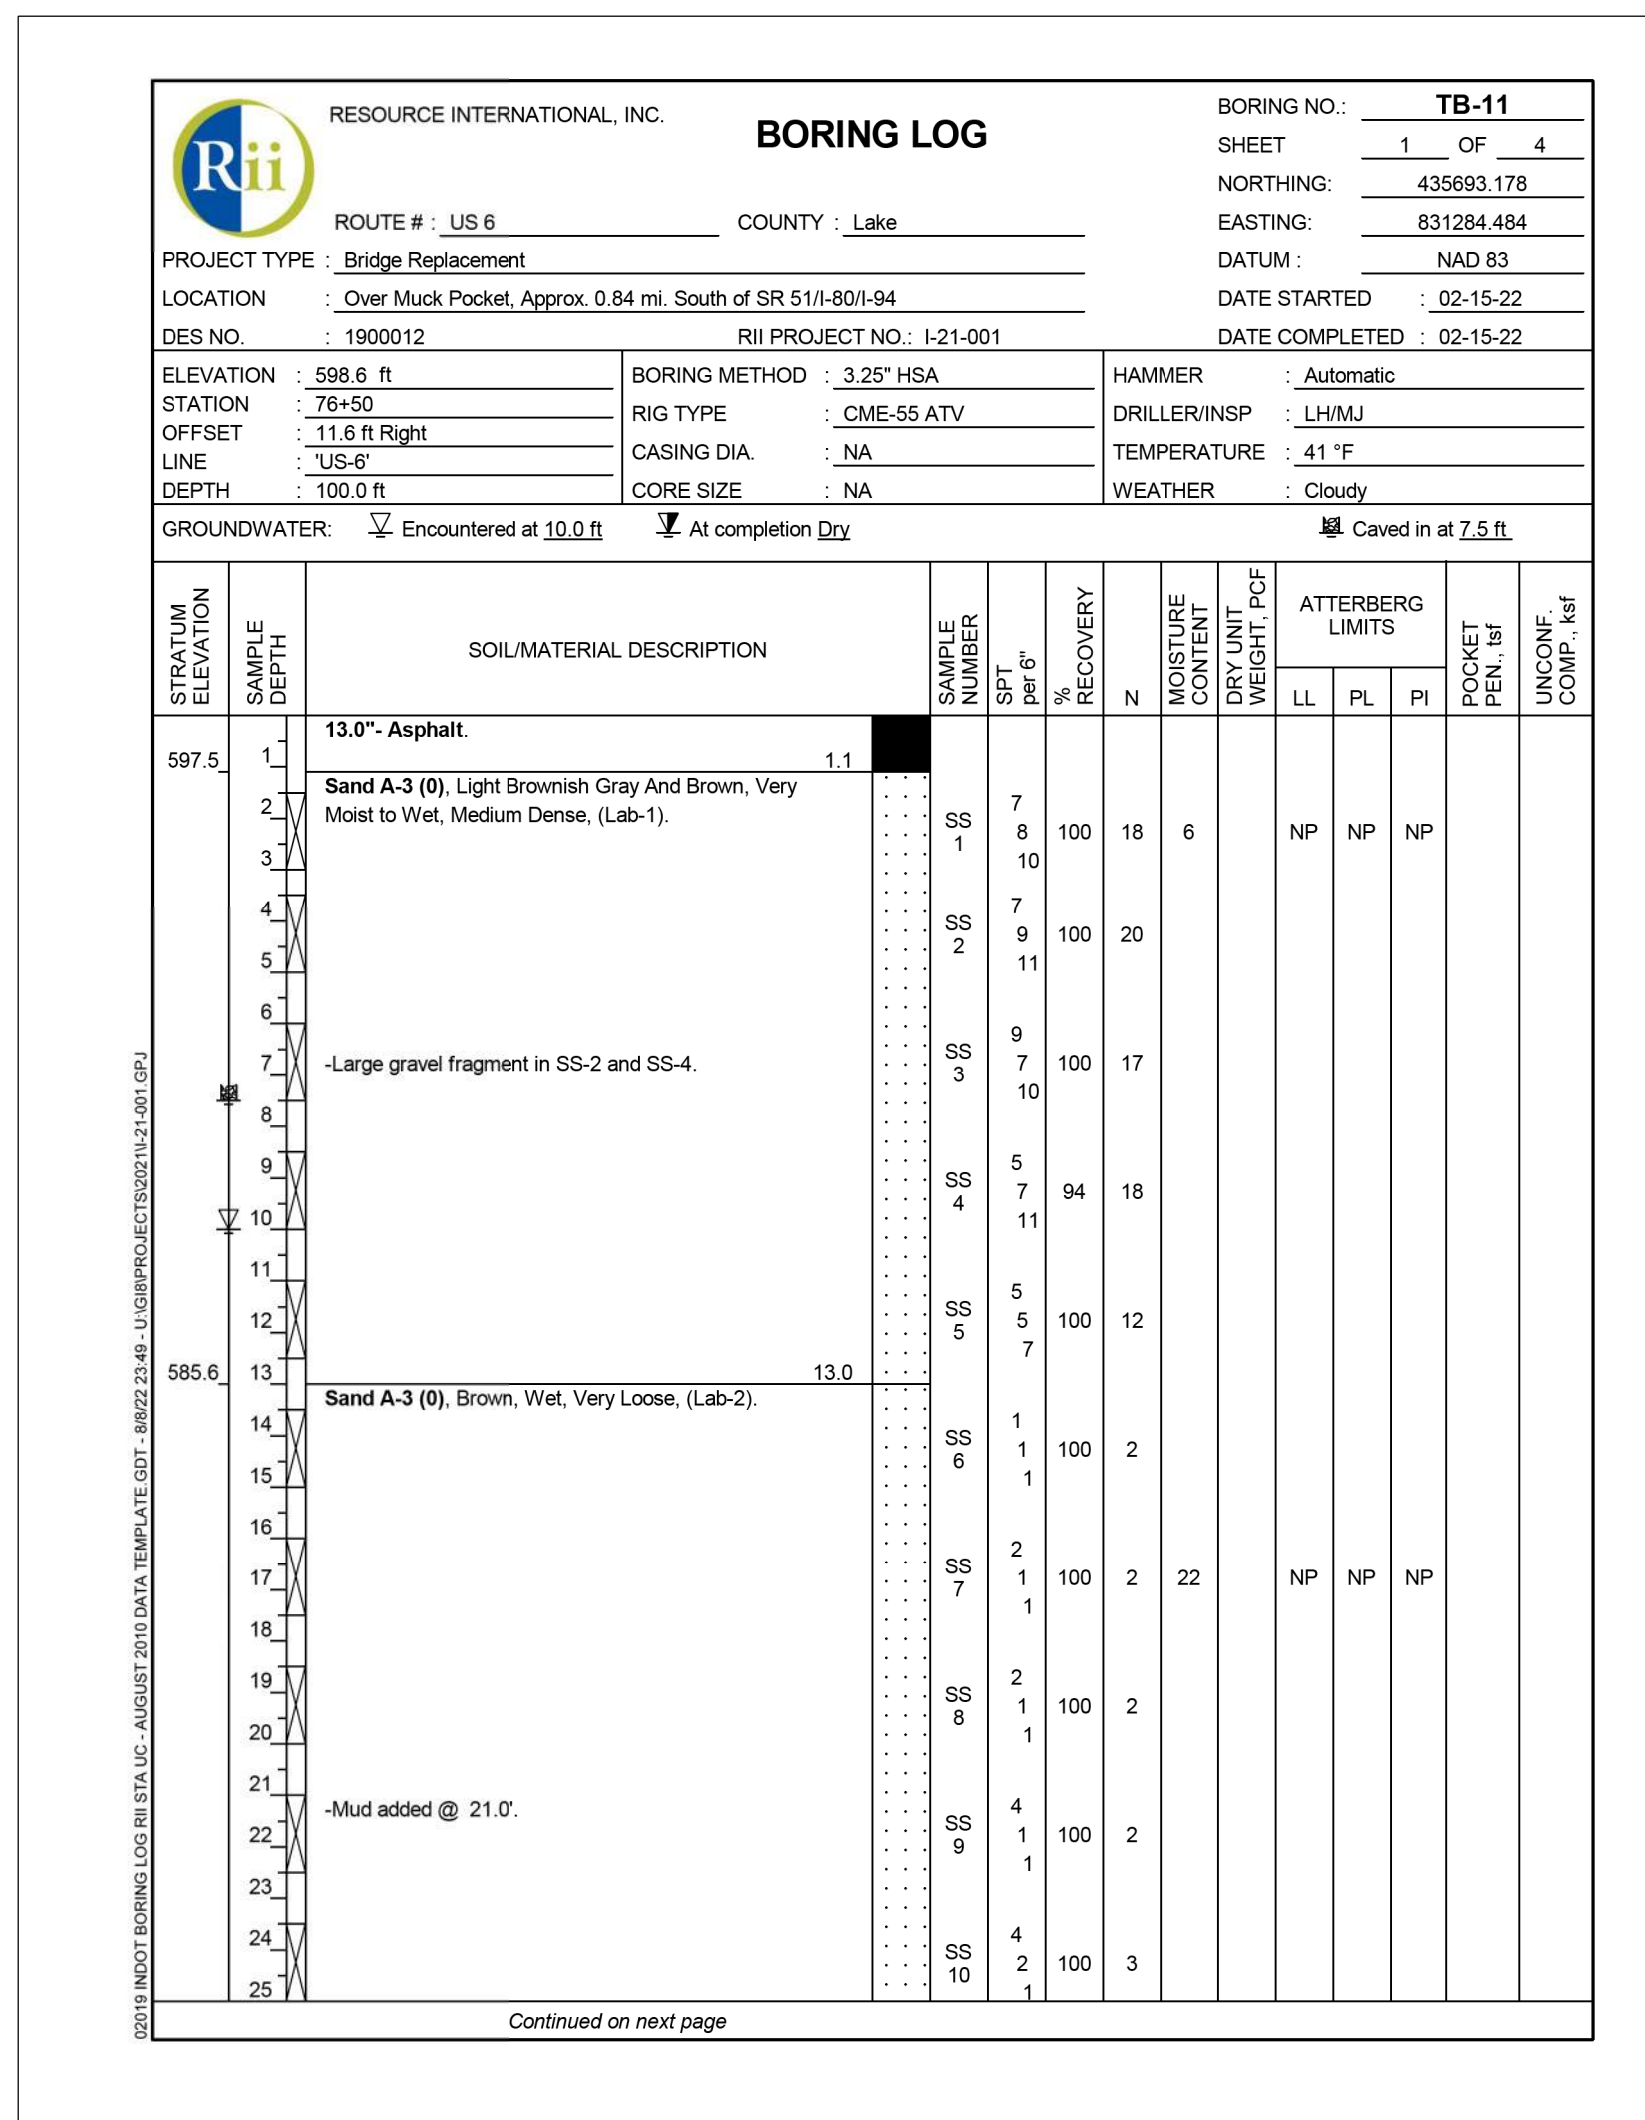 Rii
RESOURCE INTERNATIONAL, INC.
BORING LOG
BORING NO.: TB-11
SHEET 1 OF 4
NORTHING: 435693.178
ROUTE # : US 6 COUNTY : Lake EASTING: 831284.484
PROJECT TYPE : Bridge Replacement DATUM : NAD 83
LOCATION : Over Muck Pocket, Approx. 0.84 mi. South of SR 51/I-80/I-94 DATE STARTED : 02-15-22
DES NO. : 1900012 RII PROJECT NO.: I-21-001 DATE COMPLETED : 02-15-22
ELEVATION : 598.6 ft
STATION : 76+50
OFFSET : 11.6 ft Right
LINE : 'US-6'
DEPTH : 100.0 ft
BORING METHOD : 3.25" HSA
RIG TYPE : CME-55 ATV
CASING DIA. : NA
CORE SIZE : NA
HAMMER : Automatic
DRILLER/INSP : LH/MJ
TEMPERATURE : 41 °F
WEATHER : Cloudy
GROUNDWATER: Encountered at 10.0 ft At completion Dry Caved in at 7.5 ft
STRATUM ELEVATION
SAMPLE DEPTH
SOIL/MATERIAL DESCRIPTION
SAMPLE NUMBER
SPT per 6"
% RECOVERY
N
MOISTURE CONTENT
DRY UNIT WEIGHT, PCF
ATTERBERG LIMITS
LL PL PI
POCKET PEN., tsf
UNCONF. COMP., ksf
13.0"- Asphalt.
597.5 1 1.1
Sand A-3 (0), Light Brownish Gray And Brown, Very
Moist to Wet, Medium Dense, (Lab-1).
2
3
SS 1 7 8 10 100 18 6 NP NP NP
4
5
SS 2 7 9 11 100 20
6
7
-Large gravel fragment in SS-2 and SS-4.
SS 3 9 7 10 100 17
8
9
10
SS 4 5 7 11 94 18
11
12
SS 5 5 5 7 100 12
585.6 13 13.0
Sand A-3 (0), Brown, Wet, Very Loose, (Lab-2).
14
15
SS 6 1 1 1 100 2
16
17
SS 7 2 1 1 100 2 22 NP NP NP
18
19
20
SS 8 2 1 1 100 2
21
-Mud added @ 21.0'.
22
SS 9 4 1 1 100 2
23
24
25
SS 10 4 2 1 100 3
Continued on next page
02019 INDOT BORING LOG RII STA UC - AUGUST 2010 DATA TEMPLATE.GDT - 8/8/22 23:49 - U:\GI8\PROJECTS\2021\I-21-001.GPJ